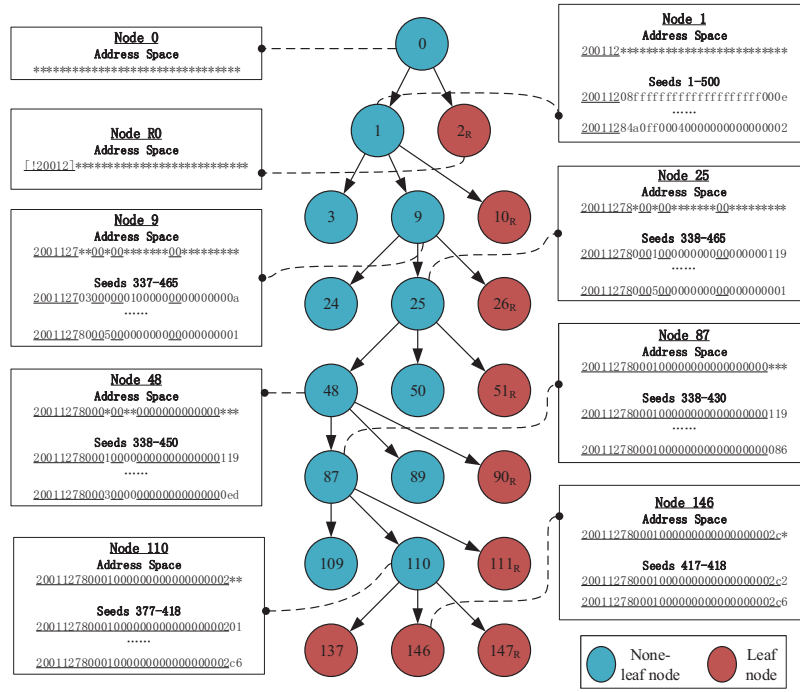 Node 0
Address Space
********************************
Node R0
Address Space
[!20012]***************************
Node 9
Address Space
2001127**00*00*******00*********
Seeds 337-465
2001127030000001000000000000000a
......
20011278000500000000000000000001
Node 48
Address Space
20011278000*00**0000000000000***
Seeds 338-450
20011278000100000000000000000119
......
200112780003000000000000000000ed
Node 110
Address Space
200112780001000000000000000002**
Seeds 377-418
20011278000100000000000000000201
......
200112780001000000000000000002c6
0
1
2R
3
9
10R
24
25
26R
48
50
51R
87
89
90R
109
110
111R
137
146
147R
Node 1
Address Space
200112**************************
Seeds 1-500
20011208ffffffffffffffffffff000e
......
20011284a0ff00040000000000000002
Node 25
Address Space
20011278*00*00*******00*********
Seeds 338-465
20011278000100000000000000000119
......
20011278000500000000000000000001
Node 87
Address Space
20011278000100000000000000000***
Seeds 338-430
20011278000100000000000000000119
......
20011278000100000000000000000086
Node 146
Address Space
200112780001000000000000000002c*
Seeds 417-418
200112780001000000000000000002c2
200112780001000000000000000002c6
None-
leaf node
Leaf
node